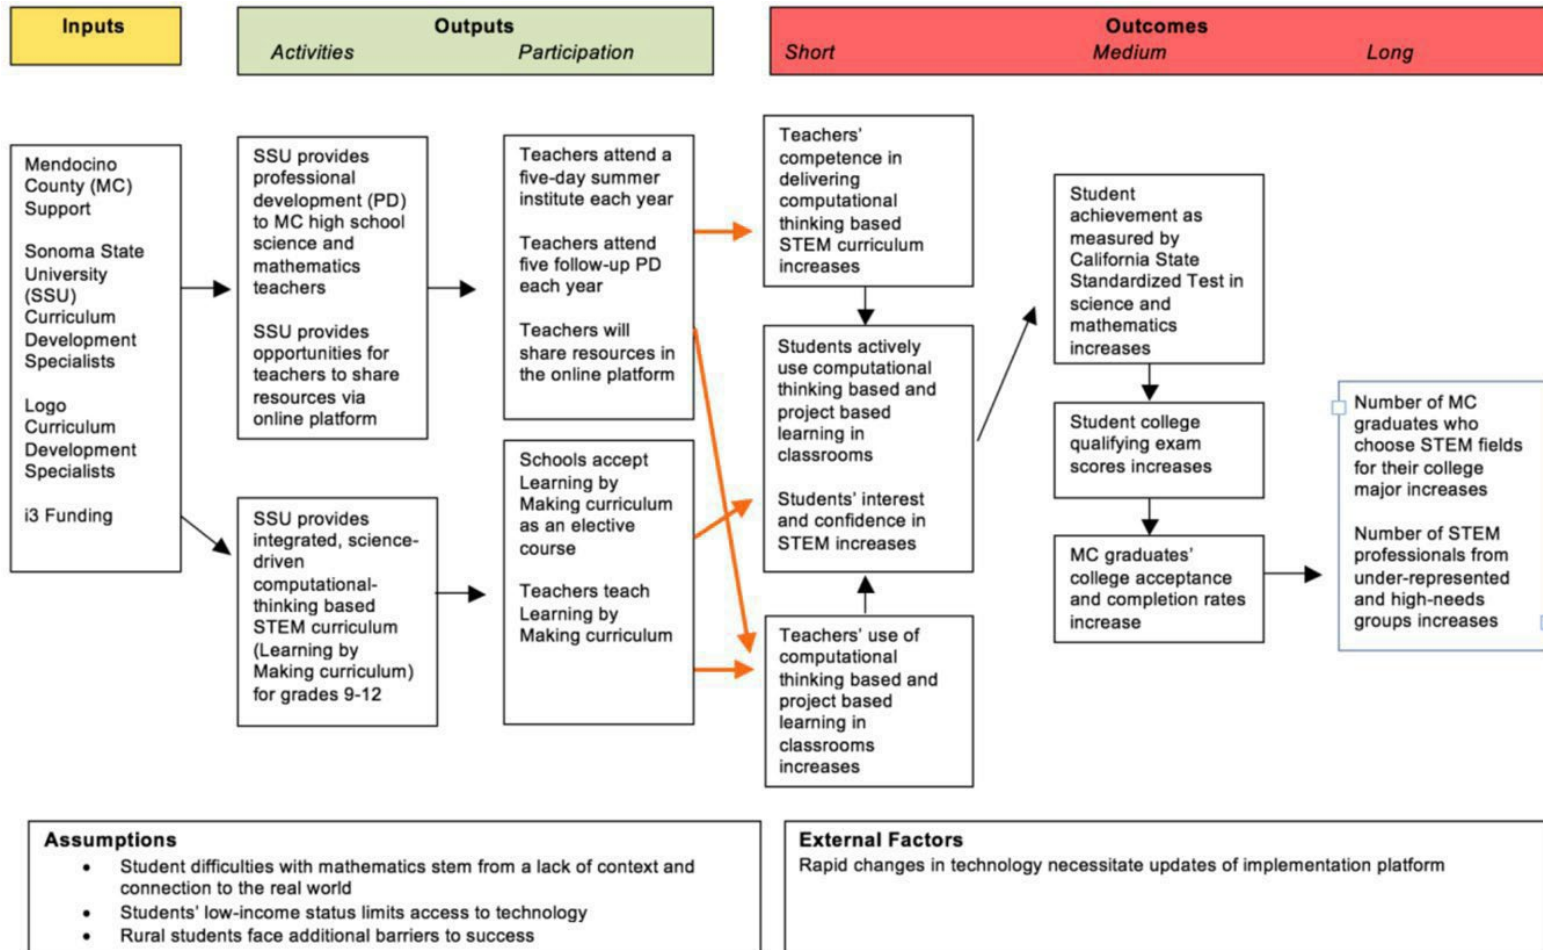 Inputs
Outputs
Activities
Participation
Outcomes
Short
Medium
Long
Mendocino
County (MC)
Support
Sonoma State
University
(SSU)
Curriculum
Development
Specialists
Logo
Curriculum
Development
Specialists
i3 Funding
SSU provides
professional
development (PD)
to MC high school
science and
mathematics
teachers
SSU provides
opportunities for
teachers to share
resources via
online platform
SSU provides
integrated, science-
driven
computational-
thinking based
STEM curriculum
(Learning by
Making curriculum)
for grades 9-12
Teachers attend a
five-day summer
institute each year
Teachers attend
five follow-up PD
each year
Teachers will
share resources in
the online platform
Schools accept
Learning by
Making curriculum
as an elective
course
Teachers teach
Learning by
Making curriculum
Teachers'
competence in
delivering
computational
thinking based
STEM curriculum
increases
Students actively
use computational
thinking based and
project based
learning in
classrooms
Students' interest
and confidence in
STEM increases
Teachers' use of
computational
thinking based and
project based
learning in
classrooms
increases
Student
achievement as
measured by
California State
Standardized Test in
science and
mathematics
increases
Student college
qualifying exam
scores increases
MC graduates'
college acceptance
and completion rates
increase
Number of MC
graduates who
choose STEM fields
for their college
major increases
Number of STEM
professionals from
under-represented
and high-needs
groups increases
Assumptions
• Student difficulties with mathematics stem from a lack of context and
connection to the real world
• Students' low-income status limits access to technology
• Rural students face additional barriers to success
External Factors
Rapid changes in technology necessitate updates of implementation platform